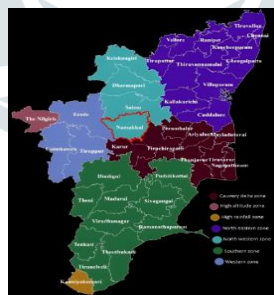 Tiruvallur
Chennai
Vellore
Ranipet
Kancheepuram
Krishnagiri
Tirupattur
Chengalpattu
Thiruvannamalai
Dharmapuri
Villupuram
Kallakurichi
Salem
Cuddalore
The Nilgiris
Erode
Namakkal
Perambalur
Ariyalur
Mayiladuthurai
Coimbatore
Tiruppur
Karur
Tiruchirapalli
Thanjavur
Tiruvarur
Nagapattinam
Dindigul
Pudukkottai
Theni
Madurai
Sivagangai
Virudhunagar
Ramanathapuram
Tenkasi
Thoothukudi
Tirunelveli
Kanniyakumari
Cauvery delta zone
High altitude zone
High rainfall zone
North eastern zone
North western zone
Southern zone
Western zone